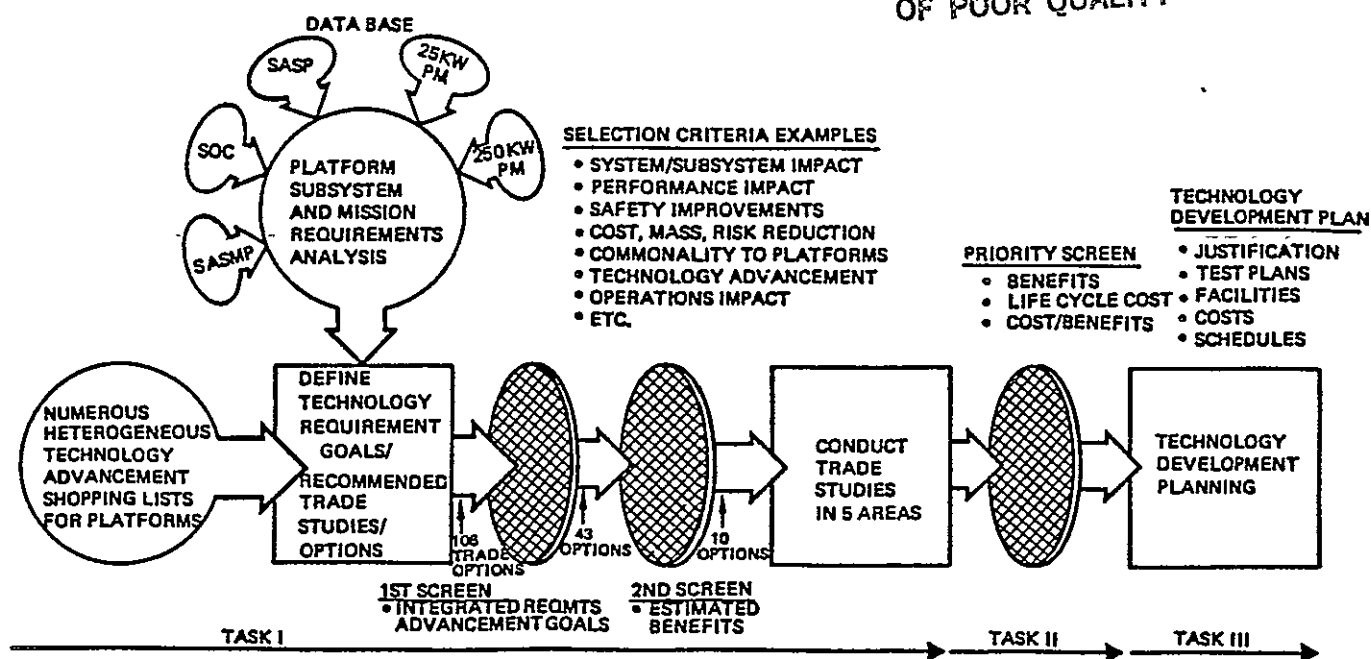 OF POOR QUALITY
DATA BASE
SASP
25KW
PM
SOC
250KW
PM
SASMP
PLATFORM
SUBSYSTEM
AND MISSION
REQUIREMENTS
ANALYSIS
SELECTION CRITERIA EXAMPLES
• SYSTEM/SUBSYSTEM IMPACT
• PERFORMANCE IMPACT
• SAFETY IMPROVEMENTS
• COST, MASS, RISK REDUCTION
• COMMONALITY TO PLATFORMS
• TECHNOLOGY ADVANCEMENT
• OPERATIONS IMPACT
• ETC.
PRIORITY SCREEN
• BENEFITS
• LIFE CYCLE COST
• COST/BENEFITS
TECHNOLOGY
DEVELOPMENT PLAN
• JUSTIFICATION
• TEST PLANS
• FACILITIES
• COSTS
• SCHEDULES
NUMEROUS
HETEROGENEOUS
TECHNOLOGY
ADVANCEMENT
SHOPPING LISTS
FOR PLATFORMS
DEFINE
TECHNOLOGY
REQUIREMENT
GOALS/
RECOMMENDED
TRADE
STUDIES/
OPTIONS
106
TRADE
OPTIONS
43
OPTIONS
10
OPTIONS
CONDUCT
TRADE
STUDIES
IN 5 AREAS
TECHNOLOGY
DEVELOPMENT
PLANNING
1ST SCREEN
• INTEGRATED REQMTS
ADVANCEMENT GOALS
2ND SCREEN
• ESTIMATED
BENEFITS
TASK I
TASK II
TASK III